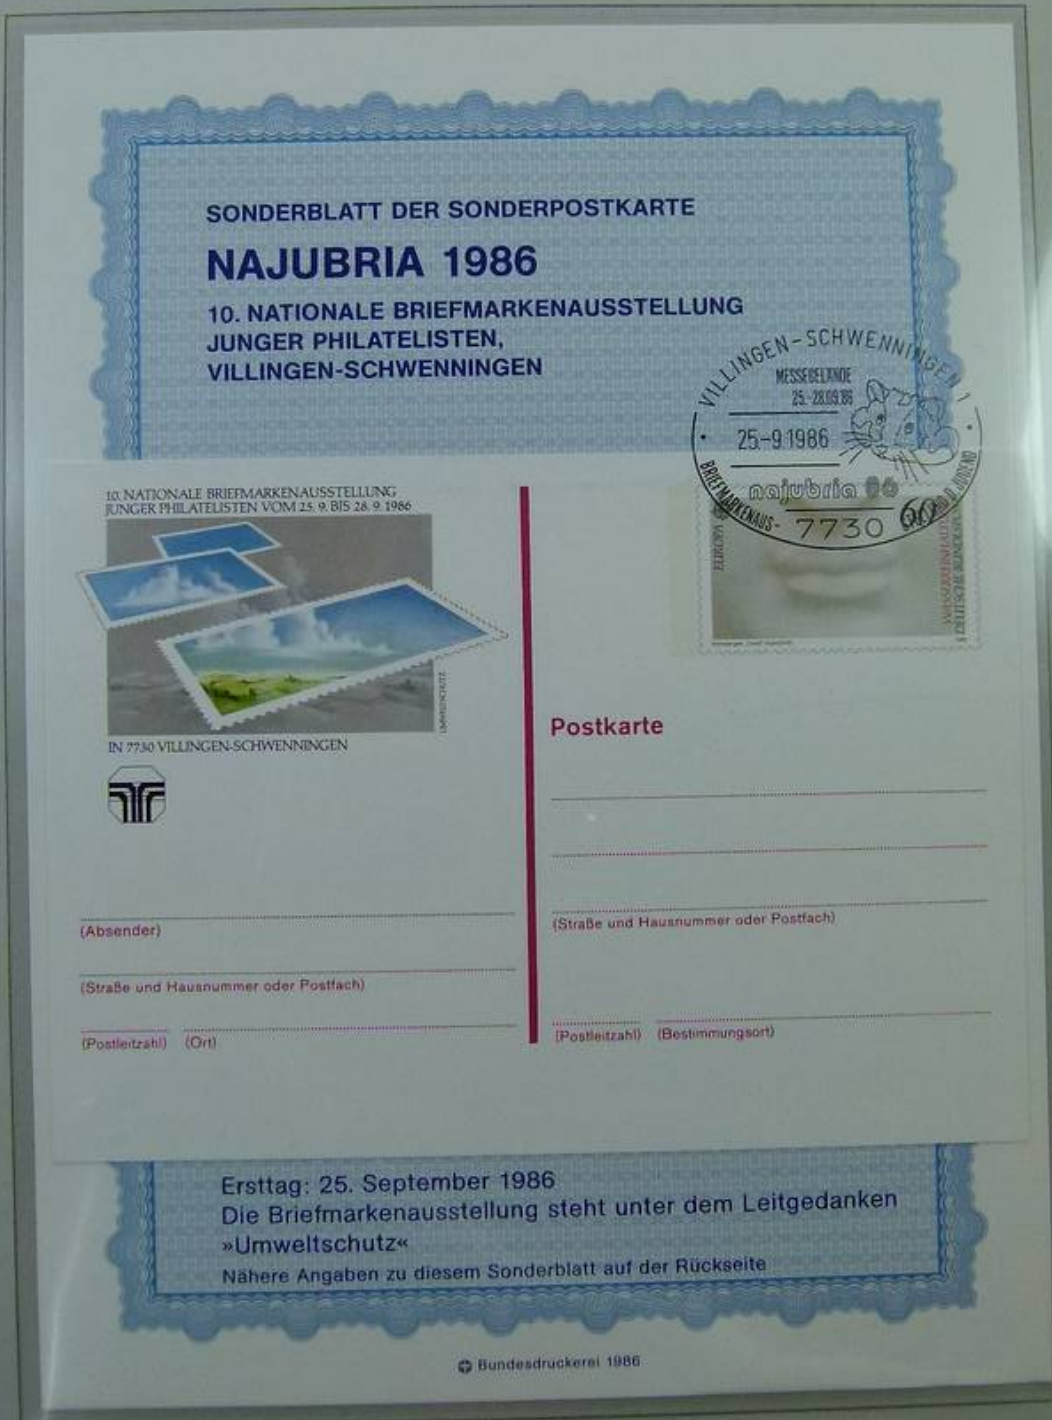 SONDERBLATT DER SONDERPOSTKARTE
NAJUBRIA 1986
10. NATIONALE BRIEFMARKENAUSSTELLUNG
JUNGER PHILATELISTEN,
VILLINGEN-SCHWENNINGEN
VILLINGEN-SCHWENNINGEN 1
MESSEGELÄNDE
25.-28.09.86
25.-9.1986
najubria 86
BRIEFMARKENAUS-
7730
60
EUROPA
10. NATIONALE BRIEFMARKENAUSSTELLUNG
JUNGER PHILATELISTEN VOM 25. 9. BIS 28. 9. 1986
UMWELTSCHUTZ
IN 7730 VILLINGEN-SCHWENNINGEN
Postkarte
(Absender)
(Straße und Hausnummer oder Postfach)
(Postleitzahl) (Ort)
(Straße und Hausnummer oder Postfach)
(Postleitzahl) (Bestimmungsort)
Ersttag: 25. September 1986
Die Briefmarkenausstellung steht unter dem Leitgedanken
»Umweltschutz«
Nähere Angaben zu diesem Sonderblatt auf der Rückseite
Bundesdruckerei 1986